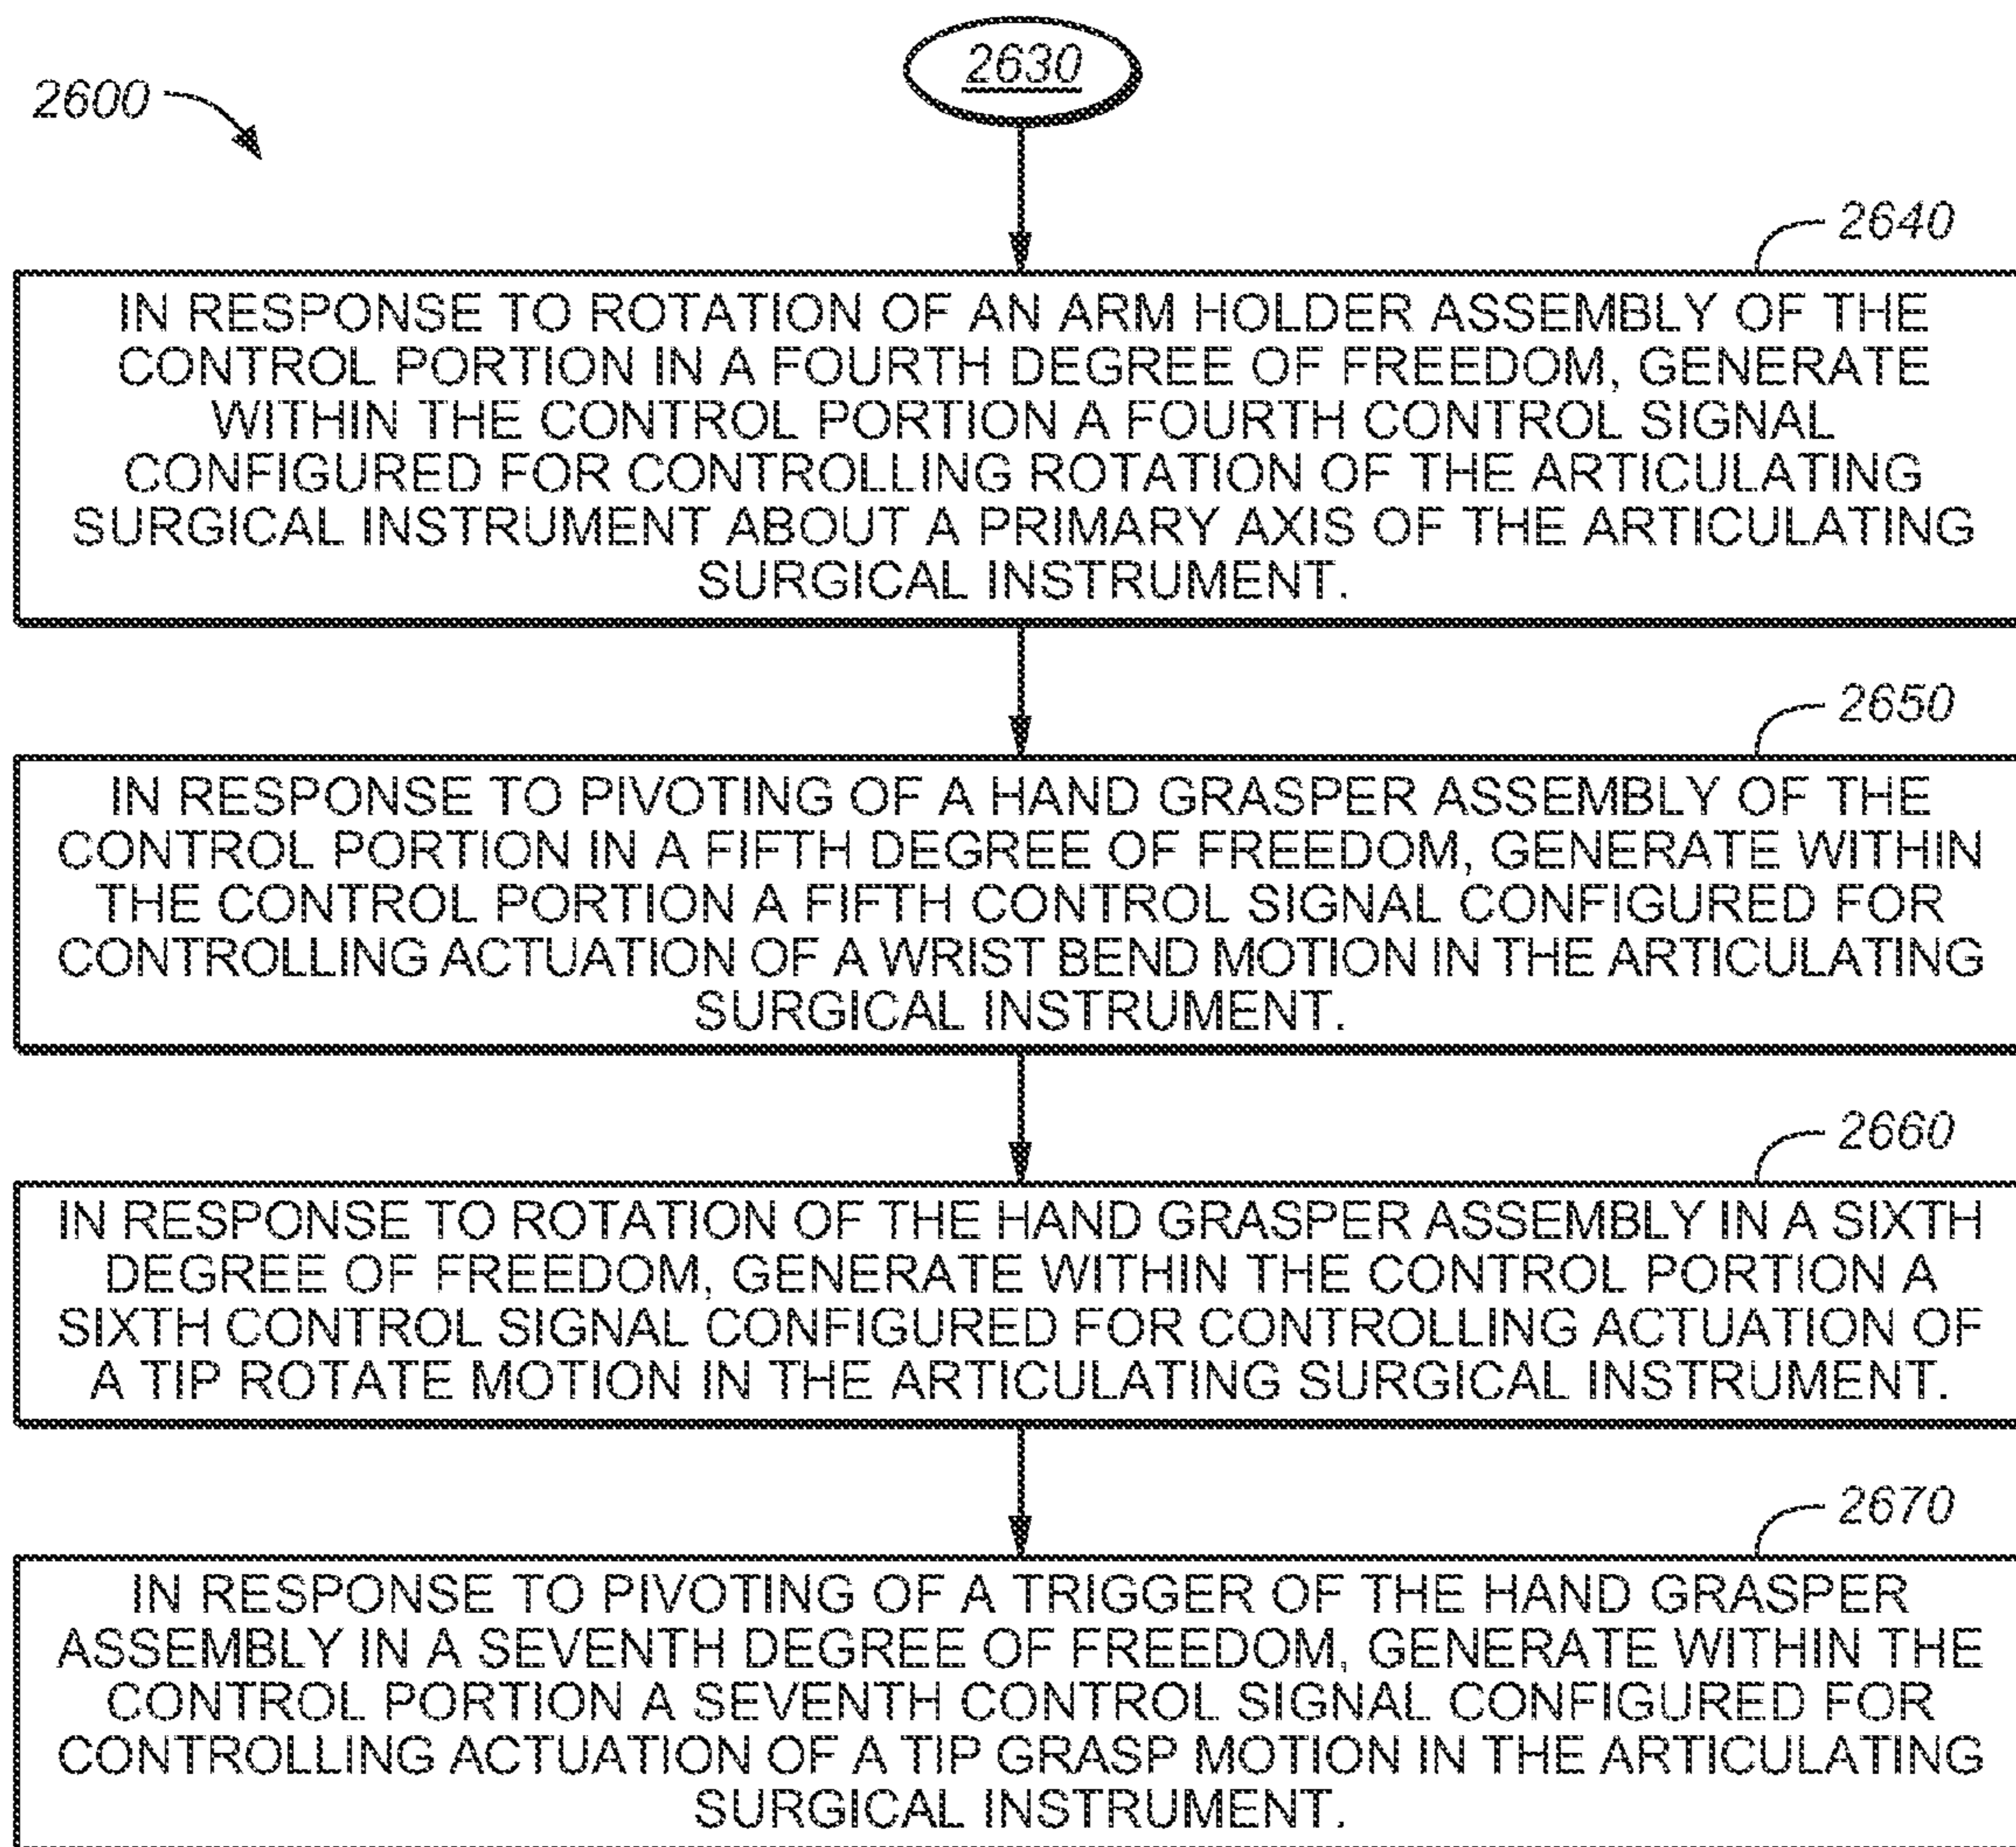 2630
2600
2640
IN RESPONSE TO ROTATION OF AN ARM HOLDER ASSEMBLY OF THE
CONTROL PORTION IN A FOURTH DEGREE OF FREEDOM, GENERATE
WITHIN THE CONTROL PORTION A FOURTH CONTROL SIGNAL
CONFIGURED FOR CONTROLLING ROTATION OF THE ARTICULATING
SURGICAL INSTRUMENT ABOUT A PRIMARY AXIS OF THE ARTICULATING
SURGICAL INSTRUMENT.
2650
IN RESPONSE TO PIVOTING OF A HAND GRASPER ASSEMBLY OF THE
CONTROL PORTION IN A FIFTH DEGREE OF FREEDOM, GENERATE WITHIN
THE CONTROL PORTION A FIFTH CONTROL SIGNAL CONFIGURED FOR
CONTROLLING ACTUATION OF A WRIST BEND MOTION IN THE ARTICULATING
SURGICAL INSTRUMENT.
2660
IN RESPONSE TO ROTATION OF THE HAND GRASPER ASSEMBLY IN A SIXTH
DEGREE OF FREEDOM, GENERATE WITHIN THE CONTROL PORTION A
SIXTH CONTROL SIGNAL CONFIGURED FOR CONTROLLING ACTUATION OF
A TIP ROTATE MOTION IN THE ARTICULATING SURGICAL INSTRUMENT.
2670
IN RESPONSE TO PIVOTING OF A TRIGGER OF THE HAND GRASPER
ASSEMBLY IN A SEVENTH DEGREE OF FREEDOM, GENERATE WITHIN THE
CONTROL PORTION A SEVENTH CONTROL SIGNAL CONFIGURED FOR
CONTROLLING ACTUATION OF A TIP GRASP MOTION IN THE ARTICULATING
SURGICAL INSTRUMENT.